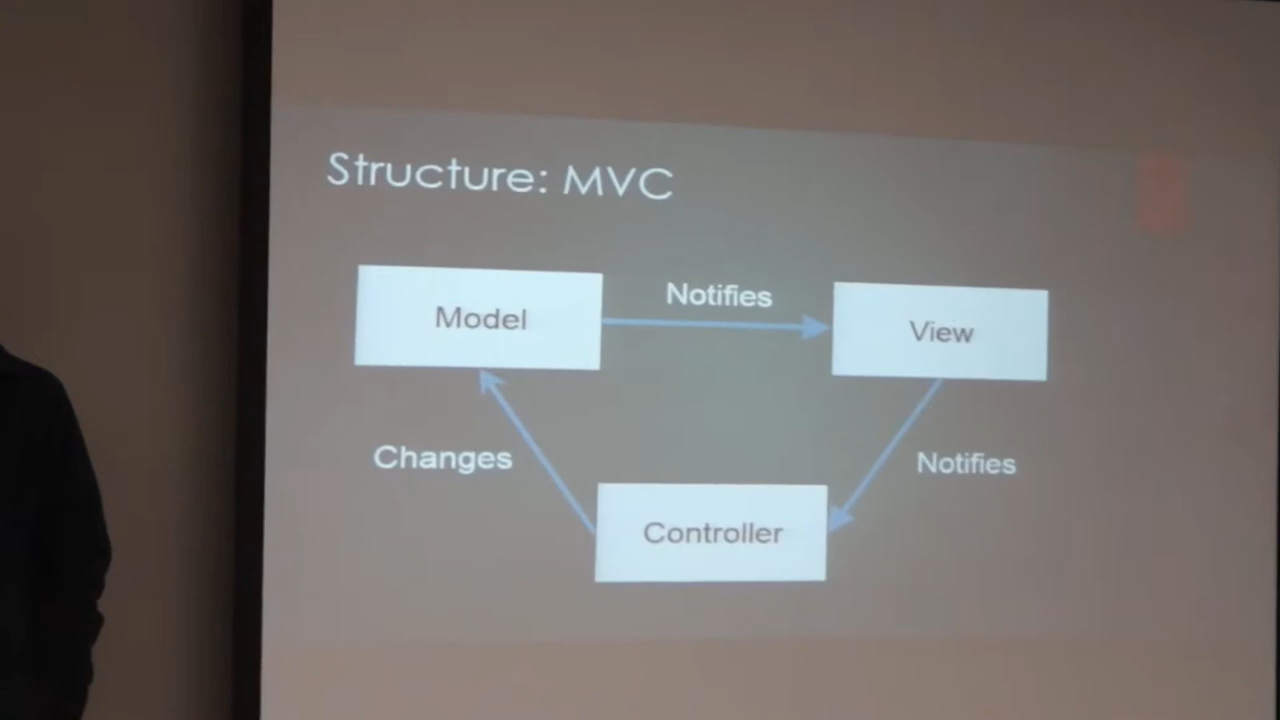 Structure: MVC
Notifies
Model
View
Changes
Notifies
Controller